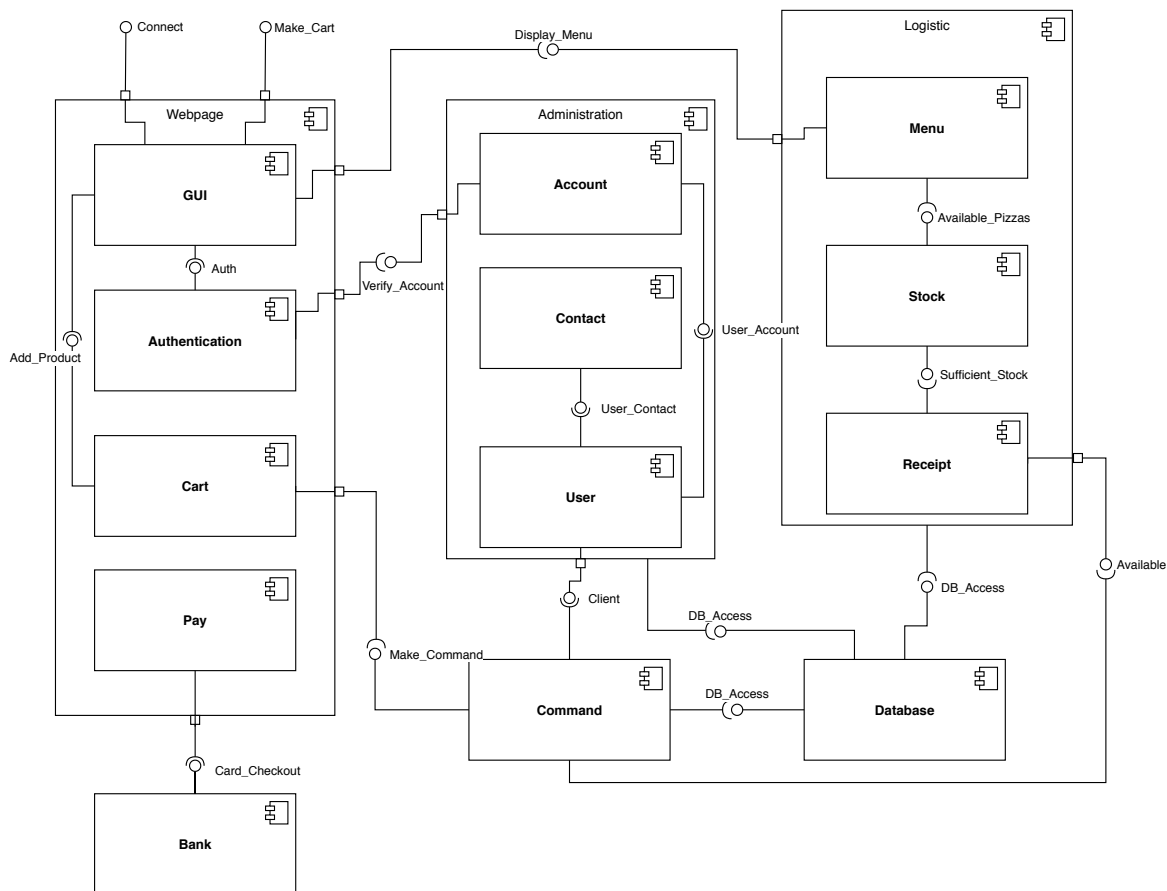 Connect
Make_Cart
Display_Menu
Logistic
Webpage
Administration
Menu
GUI
Account
Available_Pizzas
Auth
Verify_Account
Stock
Contact
User_Account
Authentication
Add_Product
Sufficient_Stock
User_Contact
Cart
User
Receipt
Available
Client
DB_Access
Pay
DB_Access
Make_Command
DB_Access
Command
Database
Card_Checkout
Bank